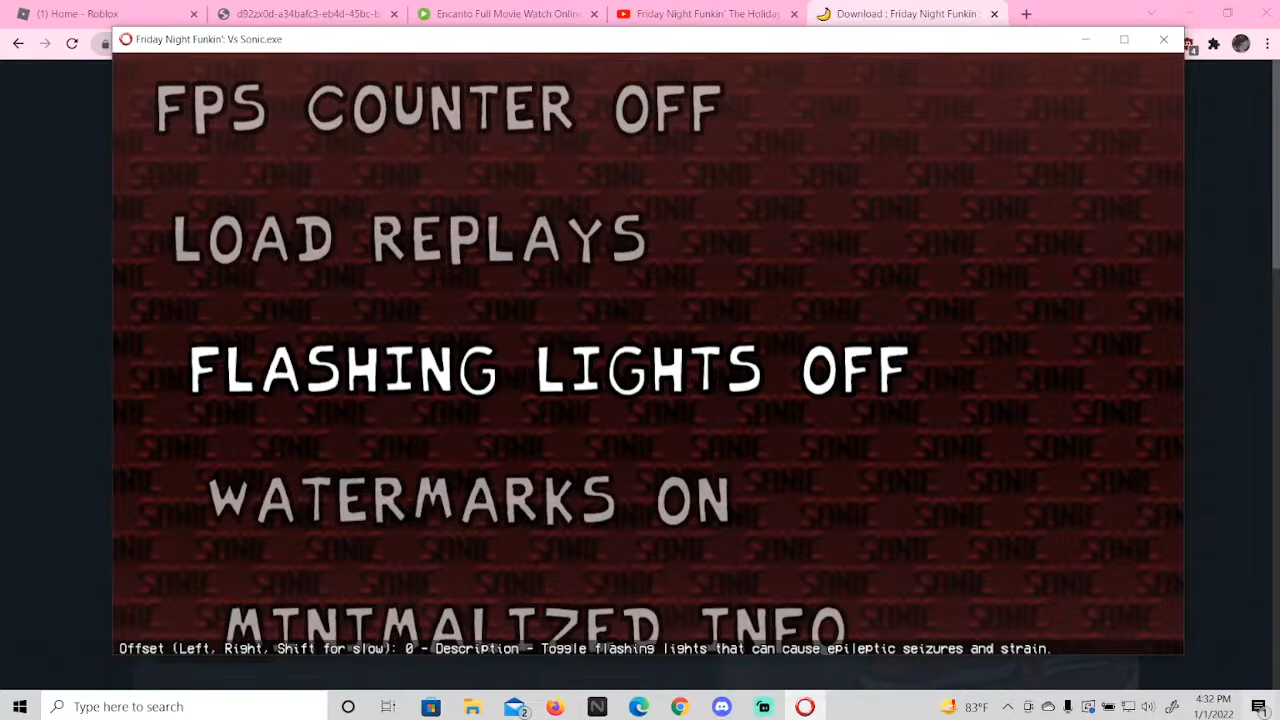 (1) Home - Roblox
d92zx0d-a34bafc3-eb4d-45bc-b
Encanto Full Movie Watch Online
Friday Night Funkin' The Holiday
Download : Friday Night Funkin'
4
Friday Night Funkin': Vs Sonic.exe
FPS COUNTER OFF
LOAD REPLAYS
FLASHING LIGHTS OFF
WATERMARKS ON
MINIMALIZED INFO
Offset (Left, Right, Shift for slow): 0 - Description - Toggle flashing lights that can cause epileptic seizures and strain.
Type here to search
2
83°F
4:32 PM
1/1/2022
1